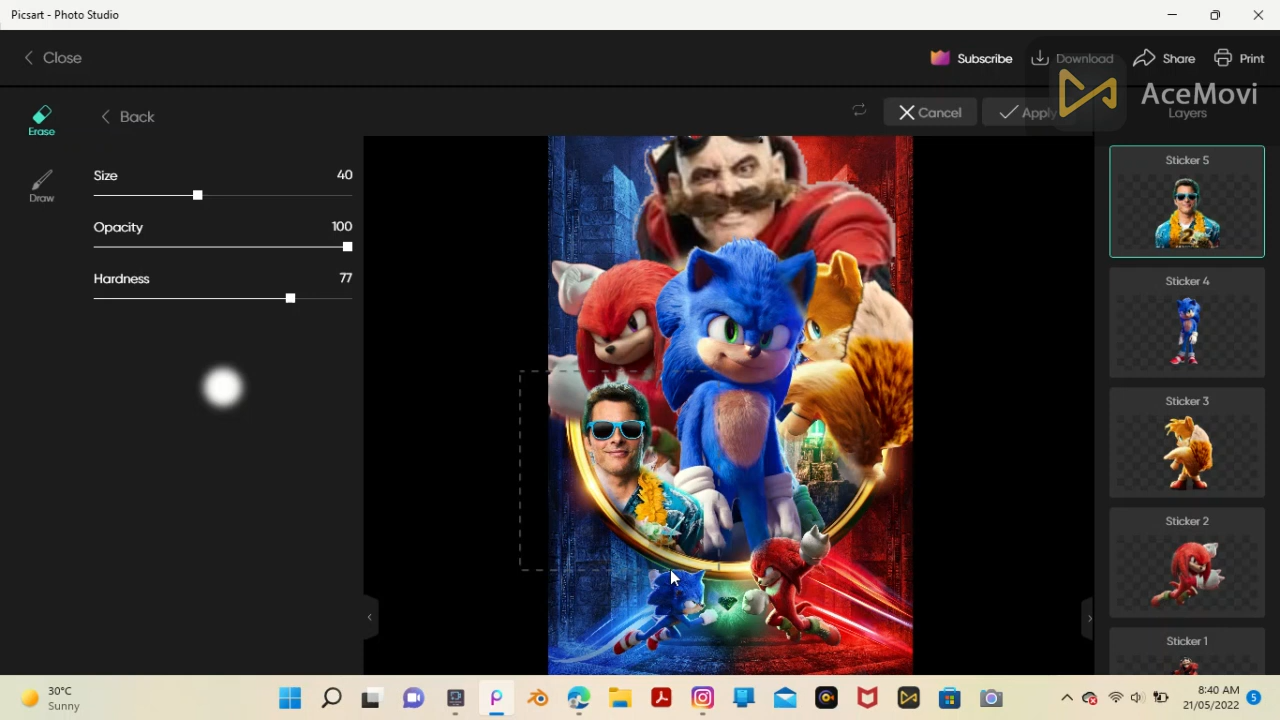 Picsart - Photo Studio
Close
Subscribe
Download
Share
Print
AceMovi
Erase
Back
Cancel
Apply
Layers
Draw
Size 40
Opacity 100
Hardness 77
Sticker 5
Sticker 4
Sticker 3
Sticker 2
Sticker 1
30°C
Sunny
8:40 AM
21/05/2022
5